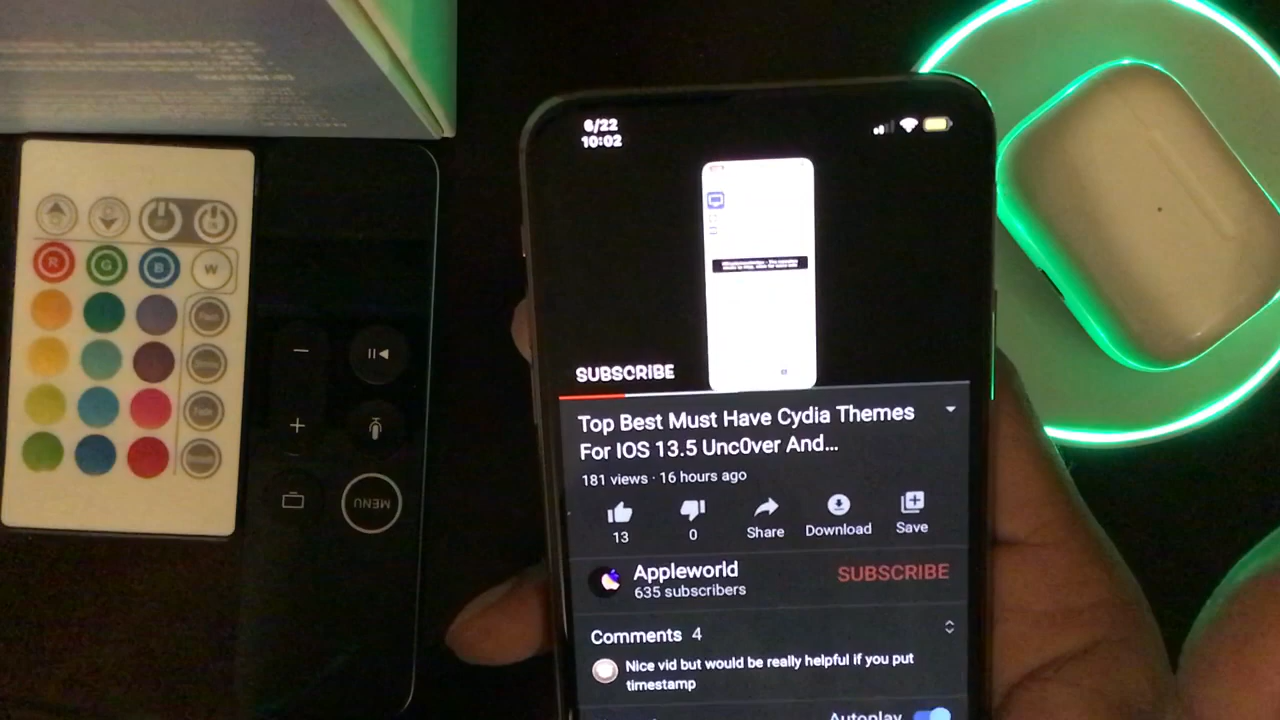 6/22
10:02
SUBSCRIBE
Top Best Must Have Cydia Themes
For IOS 13.5 Unc0ver And...
181 views · 16 hours ago
13
0
Share
Download
Save
Appleworld
635 subscribers
SUBSCRIBE
Comments 4
Nice vid but would be really helpful if you put
timestamp
Autoplay
R
G
B
W
Flash
Fade
MENU